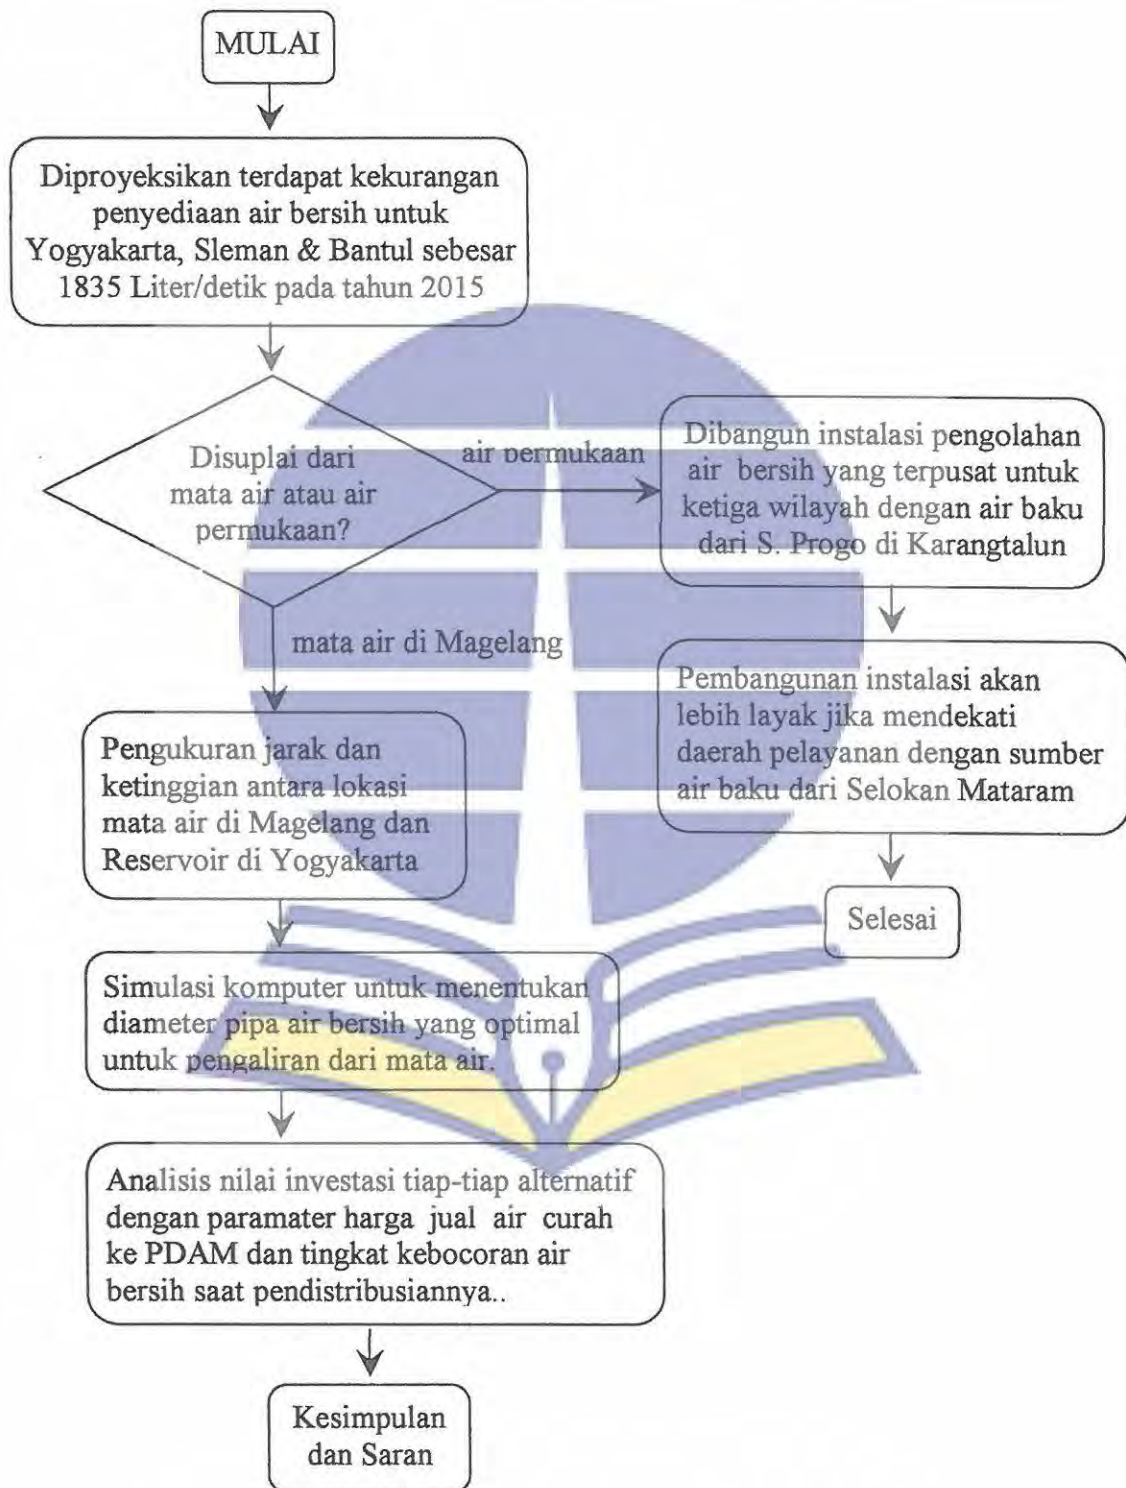 MULAI
Diproyeksikan terdapat kekurangan
penyediaan air bersih untuk
Yogyakarta, Sleman & Bantul sebesar
1835 Liter/detik pada tahun 2015
Disuplai dari
mata air atau air
permukaan?
air permukaan
Dibangun instalasi pengolahan
air bersih yang terpusat untuk
ketiga wilayah dengan air baku
dari S. Progo di Karangtalun
Pembangunan instalasi akan
lebih layak jika mendekati
daerah pelayanan dengan sumber
air baku dari Selokan Mataram
Selesai
mata air di Magelang
Pengukuran jarak dan
ketinggian antara lokasi
mata air di Magelang dan
Reservoir di Yogyakarta
Simulasi komputer untuk menentukan
diameter pipa air bersih yang optimal
untuk pengaliran dari mata air.
Analisis nilai investasi tiap-tiap alternatif
dengan paramater harga jual air curah
ke PDAM dan tingkat kebocoran air
bersih saat pendistribusiannya..
Kesimpulan
dan Saran